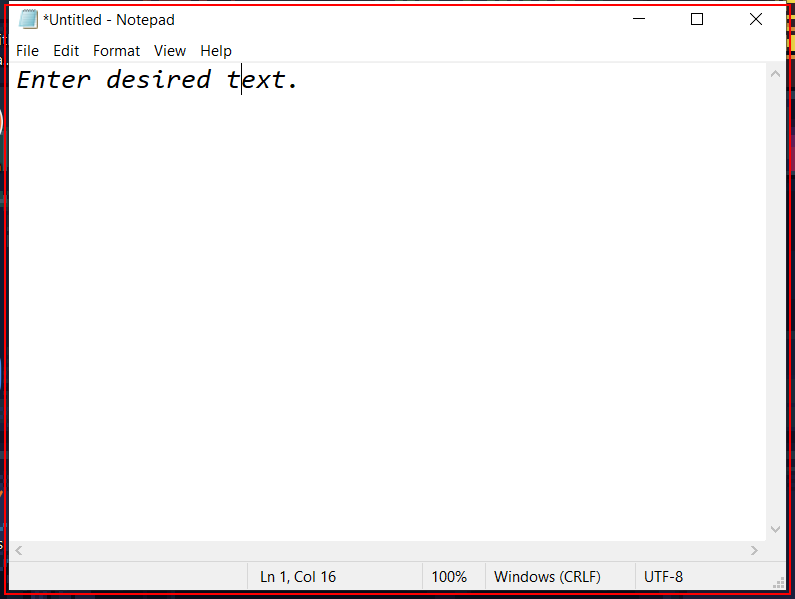 *Untitled - Notepad
File Edit Format View Help
Enter desired text.
Ln 1, Col 16 100% Windows (CRLF) UTF-8